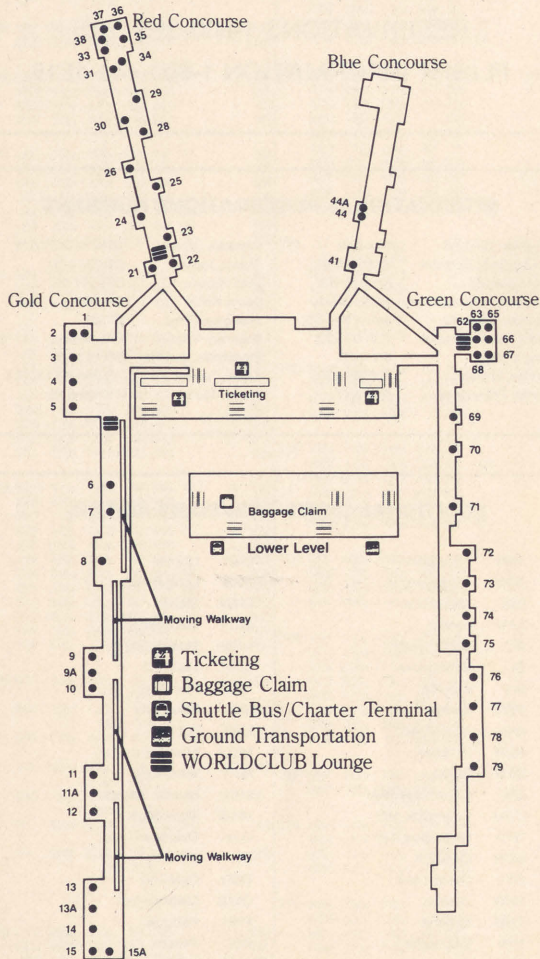 37 36 Red Concourse
38 35
33 34
31
Blue Concourse
29
30
28
26
25
24
23
21 22
44A
44
41
Gold Concourse
Green Concourse
1
2
3
4
5
63 65
62
66
67
68
Ticketing
69
70
6
7
71
Baggage Claim
Lower Level
8
72
73
74
75
Moving Walkway
9
9A
10
Ticketing
Baggage Claim
Shuttle Bus/Charter Terminal
Ground Transportation
WORLDCLUB Lounge
76
77
78
79
11
11A
12
Moving Walkway
13
13A
14
15 15A